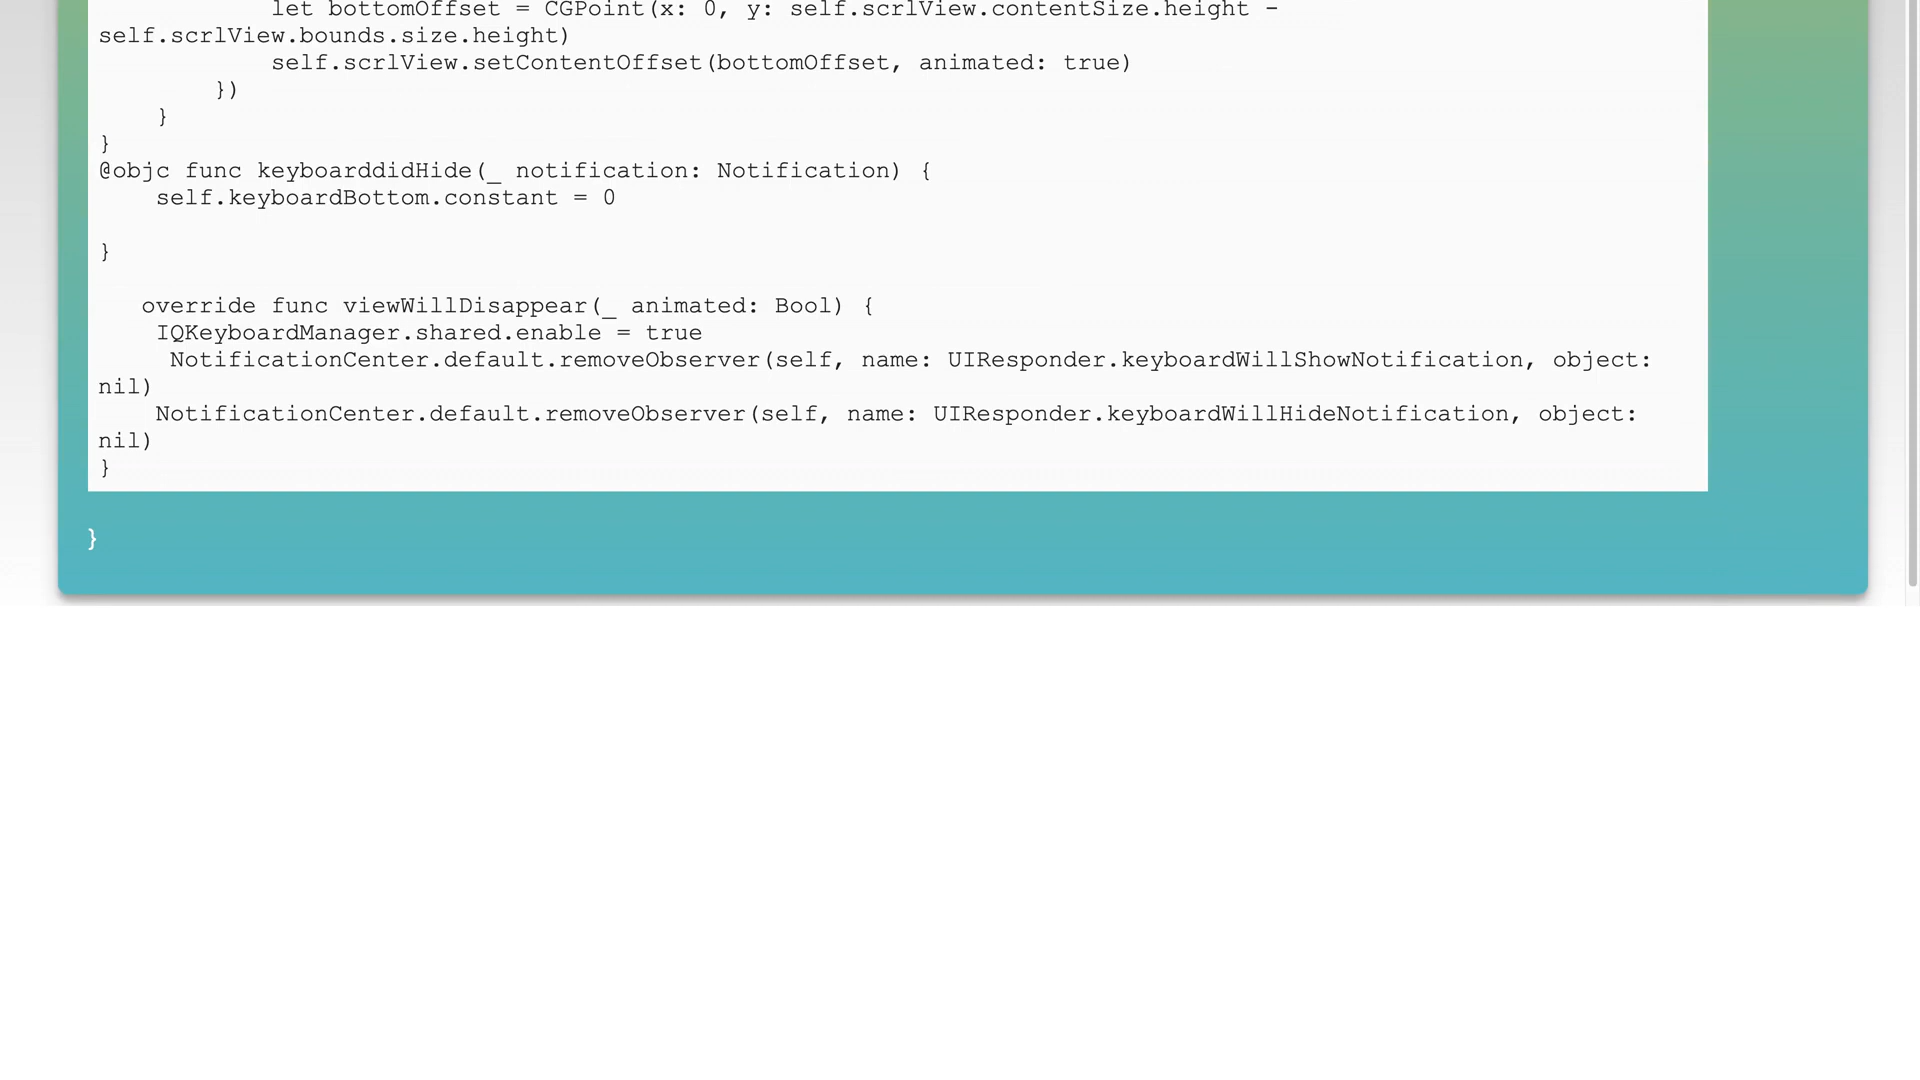 let bottomOffset = CGPoint(x: 0, y: self.scrlView.contentSize.height -
self.scrlView.bounds.size.height)
self.scrlView.setContentOffset(bottomOffset, animated: true)
})
}
}
@objc func keyboarddidHide(_ notification: Notification) {
self.keyboardBottom.constant = 0
}
override func viewWillDisappear(_ animated: Bool) {
IQKeyboardManager.shared.enable = true
NotificationCenter.default.removeObserver(self, name: UIResponder.keyboardWillShowNotification, object:
nil)
NotificationCenter.default.removeObserver(self, name: UIResponder.keyboardWillHideNotification, object:
nil)
}
}